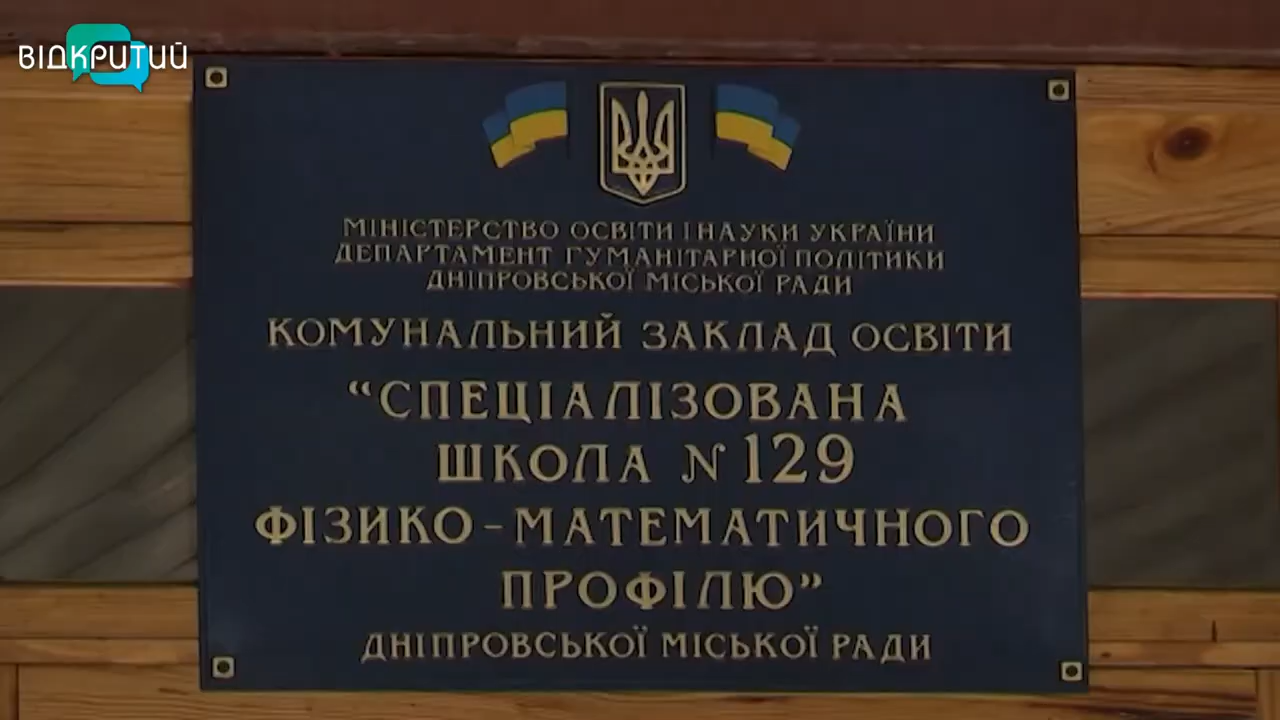 ВІДКРИТИЙ
МІНІСТЕРСТВО ОСВІТИ І НАУКИ УКРАЇНИ
ДЕПАРТАМЕНТ ГУМАНІТАРНОЇ ПОЛІТИКИ
ДНІПРОВСЬКОЇ МІСЬКОЇ РАДИ
КОМУНАЛЬНИЙ ЗАКЛАД ОСВІТИ
“СПЕЦІАЛІЗОВАНА
ШКОЛА N 129
ФІЗИКО-МАТЕМАТИЧНОГО
ПРОФІЛЮ”
ДНІПРОВСЬКОЇ МІСЬКОЇ РАДИ